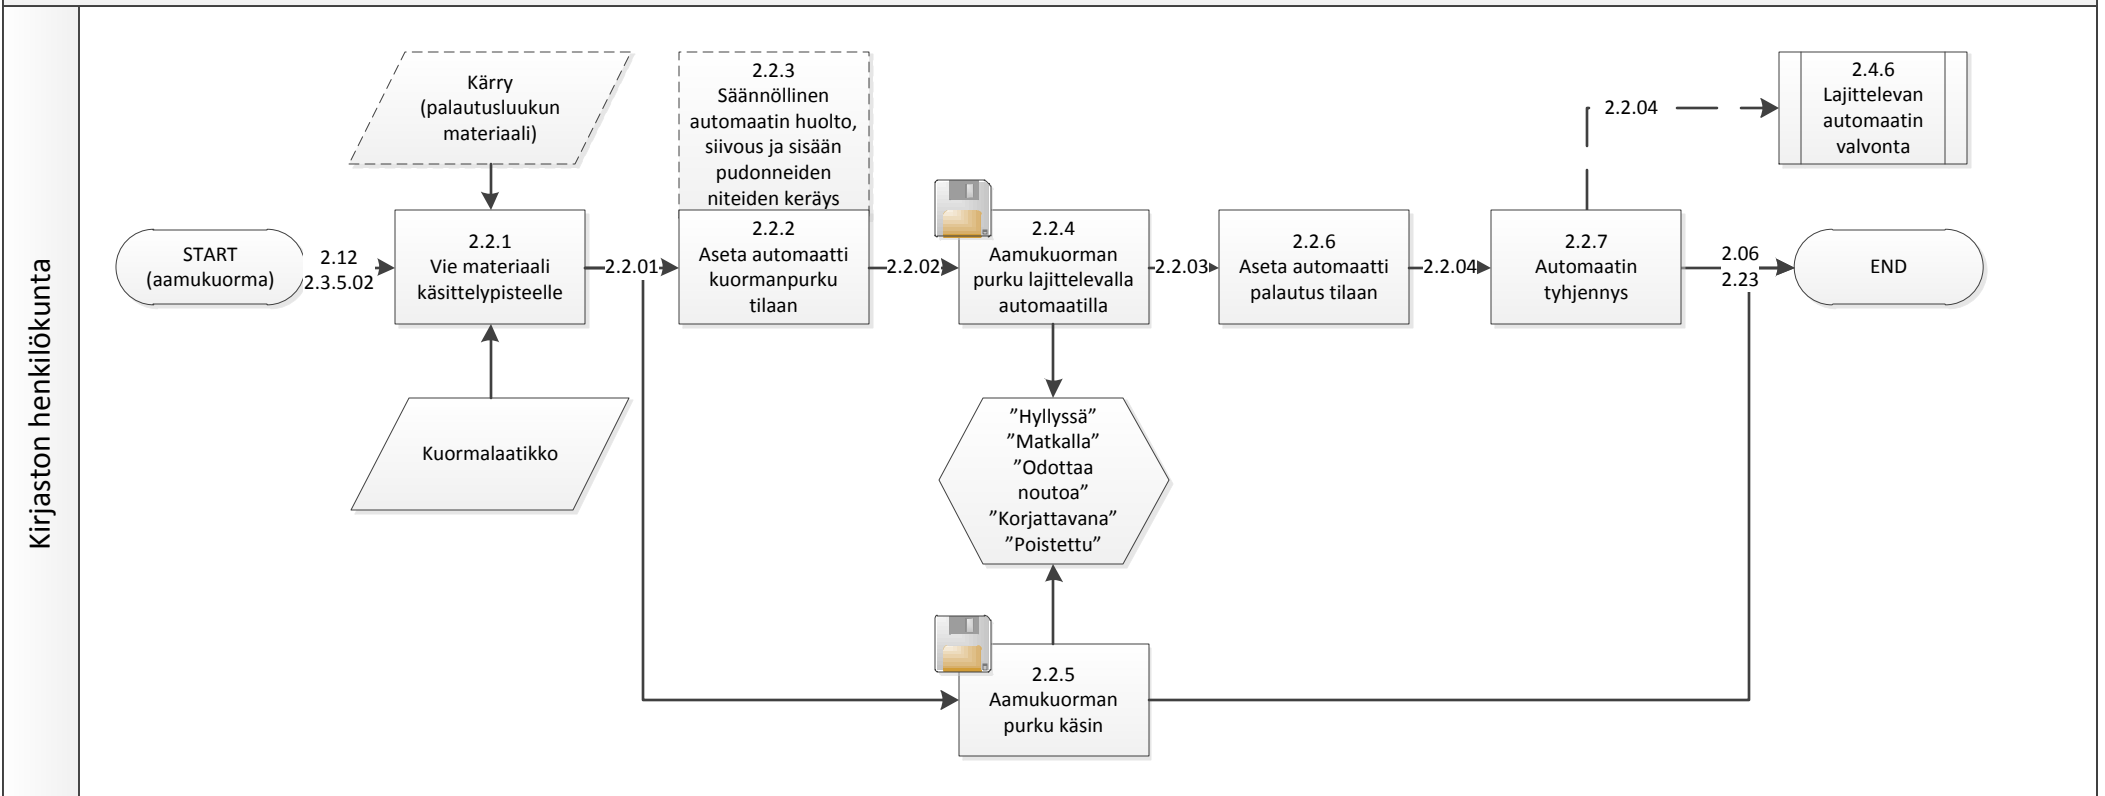 Kirjaston henkilökunta
START
(aamukuorma)
2.12
2.3.5.02
Kärry
(palautusluukun
materiaali)
2.2.1
Vie materiaali
käsittelypisteelle
Kuormalaatikko
2.2.01
2.2.3
Säännöllinen
automaatin huolto,
siivous ja sisään
pudonneiden
niteiden keräys
2.2.2
Aseta automaatti
kuormanpurku
tilaan
2.2.02
2.2.4
Aamukuorman
purku lajittelevalla
automaatilla
2.2.03
”Hyllyssä”
”Matkalla”
”Odottaa
noutoa”
”Korjattavana”
”Poistettu”
2.2.5
Aamukuorman
purku käsin
2.2.6
Aseta automaatti
palautus tilaan
2.2.04
2.2.7
Automaatin
tyhjennys
2.2.04
2.4.6
Lajittelevan
automaatin
valvonta
2.06
2.23
END